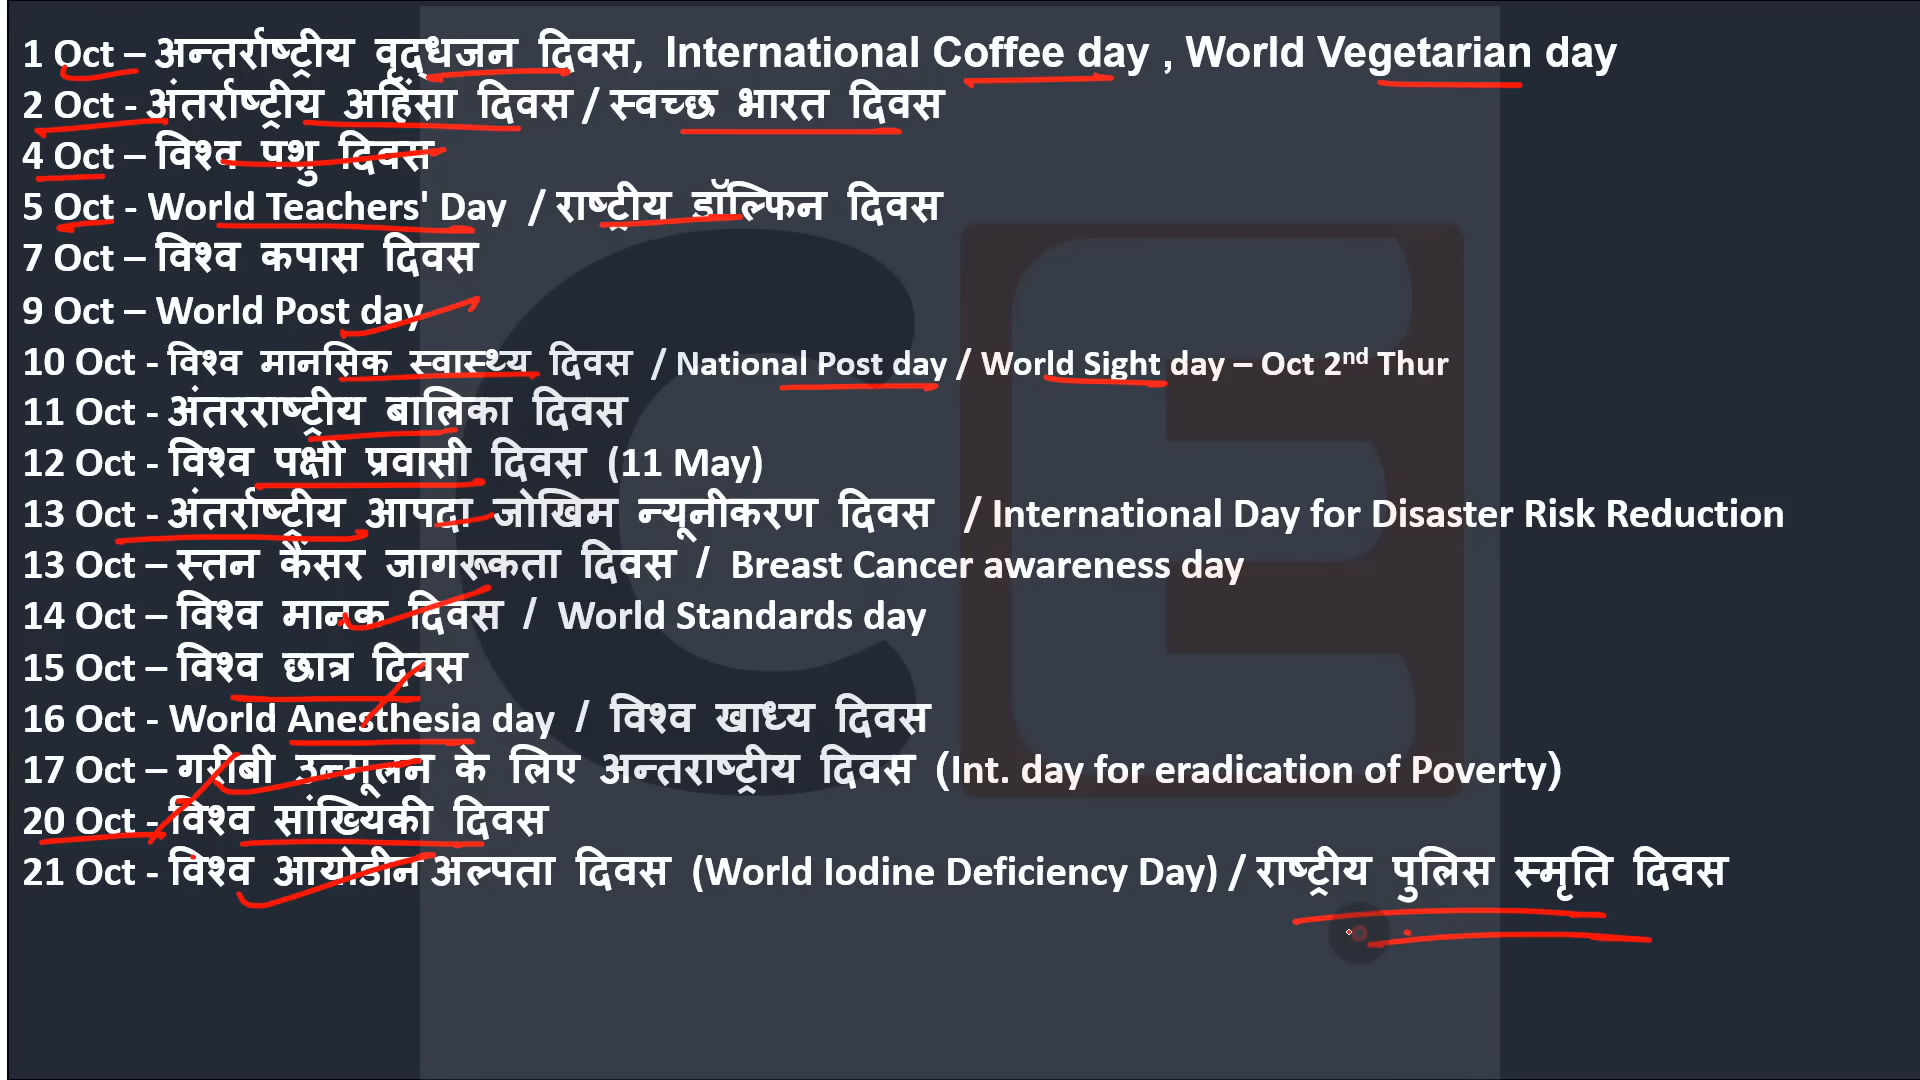 1 Oct – अन्तर्राष्ट्रीय वृद्धजन दिवस, International Coffee day , World Vegetarian day
2 Oct - अंतर्राष्ट्रीय अहिंसा दिवस / स्वच्छ भारत दिवस
4 Oct – विश्व पशु दिवस
5 Oct - World Teachers' Day / राष्ट्रीय डॉल्फिन दिवस
7 Oct – विश्व कपास दिवस
9 Oct – World Post day
10 Oct - विश्व मानसिक स्वास्थ्य दिवस / National Post day / World Sight day – Oct 2nd Thur
11 Oct - अंतरराष्ट्रीय बालिका दिवस
12 Oct - विश्व पक्षी प्रवासी दिवस (11 May)
13 Oct - अंतर्राष्ट्रीय आपदा जोखिम न्यूनीकरण दिवस / International Day for Disaster Risk Reduction
13 Oct – स्तन कैंसर जागरूकता दिवस / Breast Cancer awareness day
14 Oct – विश्व मानक दिवस / World Standards day
15 Oct – विश्व छात्र दिवस
16 Oct - World Anesthesia day / विश्व खाध्य दिवस
17 Oct – गरीबी उन्मूलन के लिए अन्तराष्ट्रीय दिवस (Int. day for eradication of Poverty)
20 Oct - विश्व सांख्यिकी दिवस
21 Oct - विश्व आयोडीन अल्पता दिवस (World Iodine Deficiency Day) / राष्ट्रीय पुलिस स्मृति दिवस